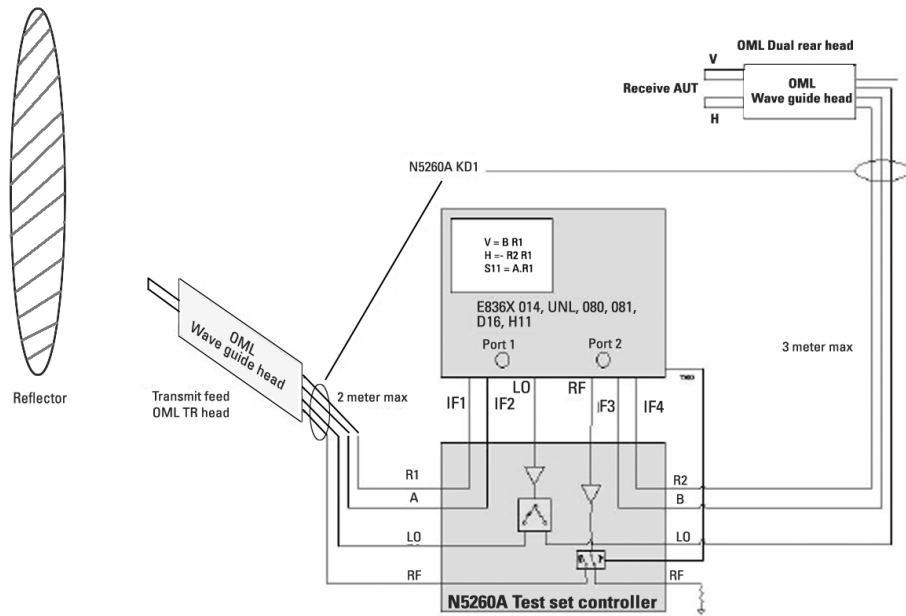 OML Dual rear head
V
Receive AUT
OML
Wave guide head
H
N5260A KD1
V = B R1
H =- R2 R1
S11 = A.R1
E836X 014, UNL, 080, 081,
D16, H11
Port 1
Port 2
3 meter max
OML
Wave guide head
Reflector
Transmit feed
OML TR head
2 meter max
LO
RF
IF1
IF2
IF3
IF4
R1
R2
A
B
LO
LO
RF
RF
N5260A Test set controller